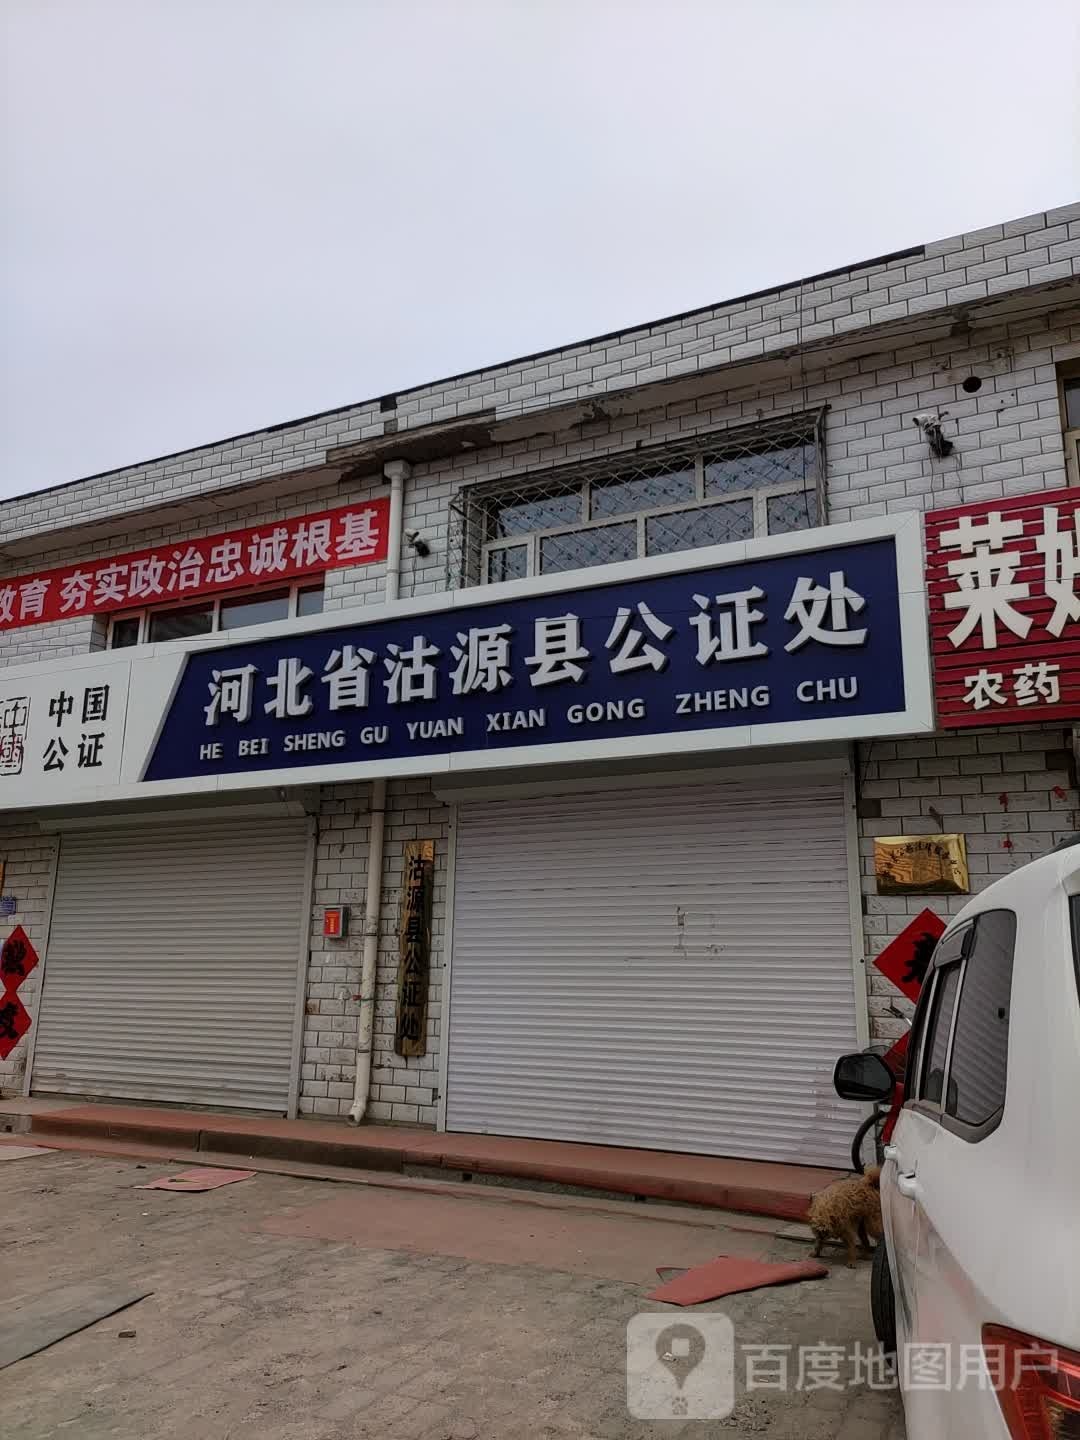 教育 夯实政治忠诚根基
中国
公证
河北省沽源县公证处
HE BEI SHENG GU YUAN XIAN GONG ZHENG CHU
莱
农药
沽源县公证处
百度地图用户